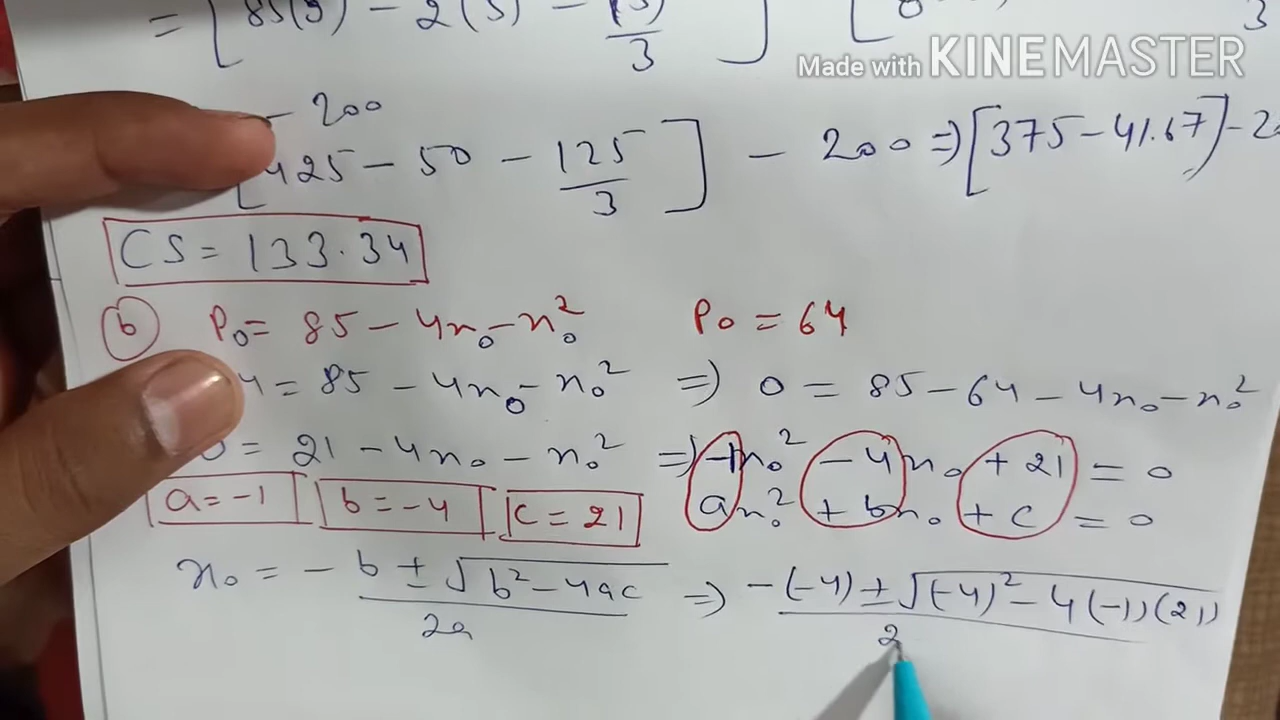 = [85(5) - 2(5) - (5)/3] [0 3
Made with KINEMASTER
- 200
[425 - 50 - 125/3] - 200 => [375 - 41.67] - 20
CS = 133.34
(b) P₀ = 85 - 4x₀ - x₀² P₀ = 64
4 = 85 - 4x₀ - x₀² => 0 = 85 - 64 - 4x₀ - x₀²
0 = 21 - 4x₀ - x₀² => -1x₀² - 4x₀ + 21 = 0
a = -1 b = -4 c = 21 ax₀² + bx₀ + c = 0
x₀ = -b ± √(b² - 4ac) / 2a => -(-4) ± √((-4)² - 4(-1)(21)) / 2